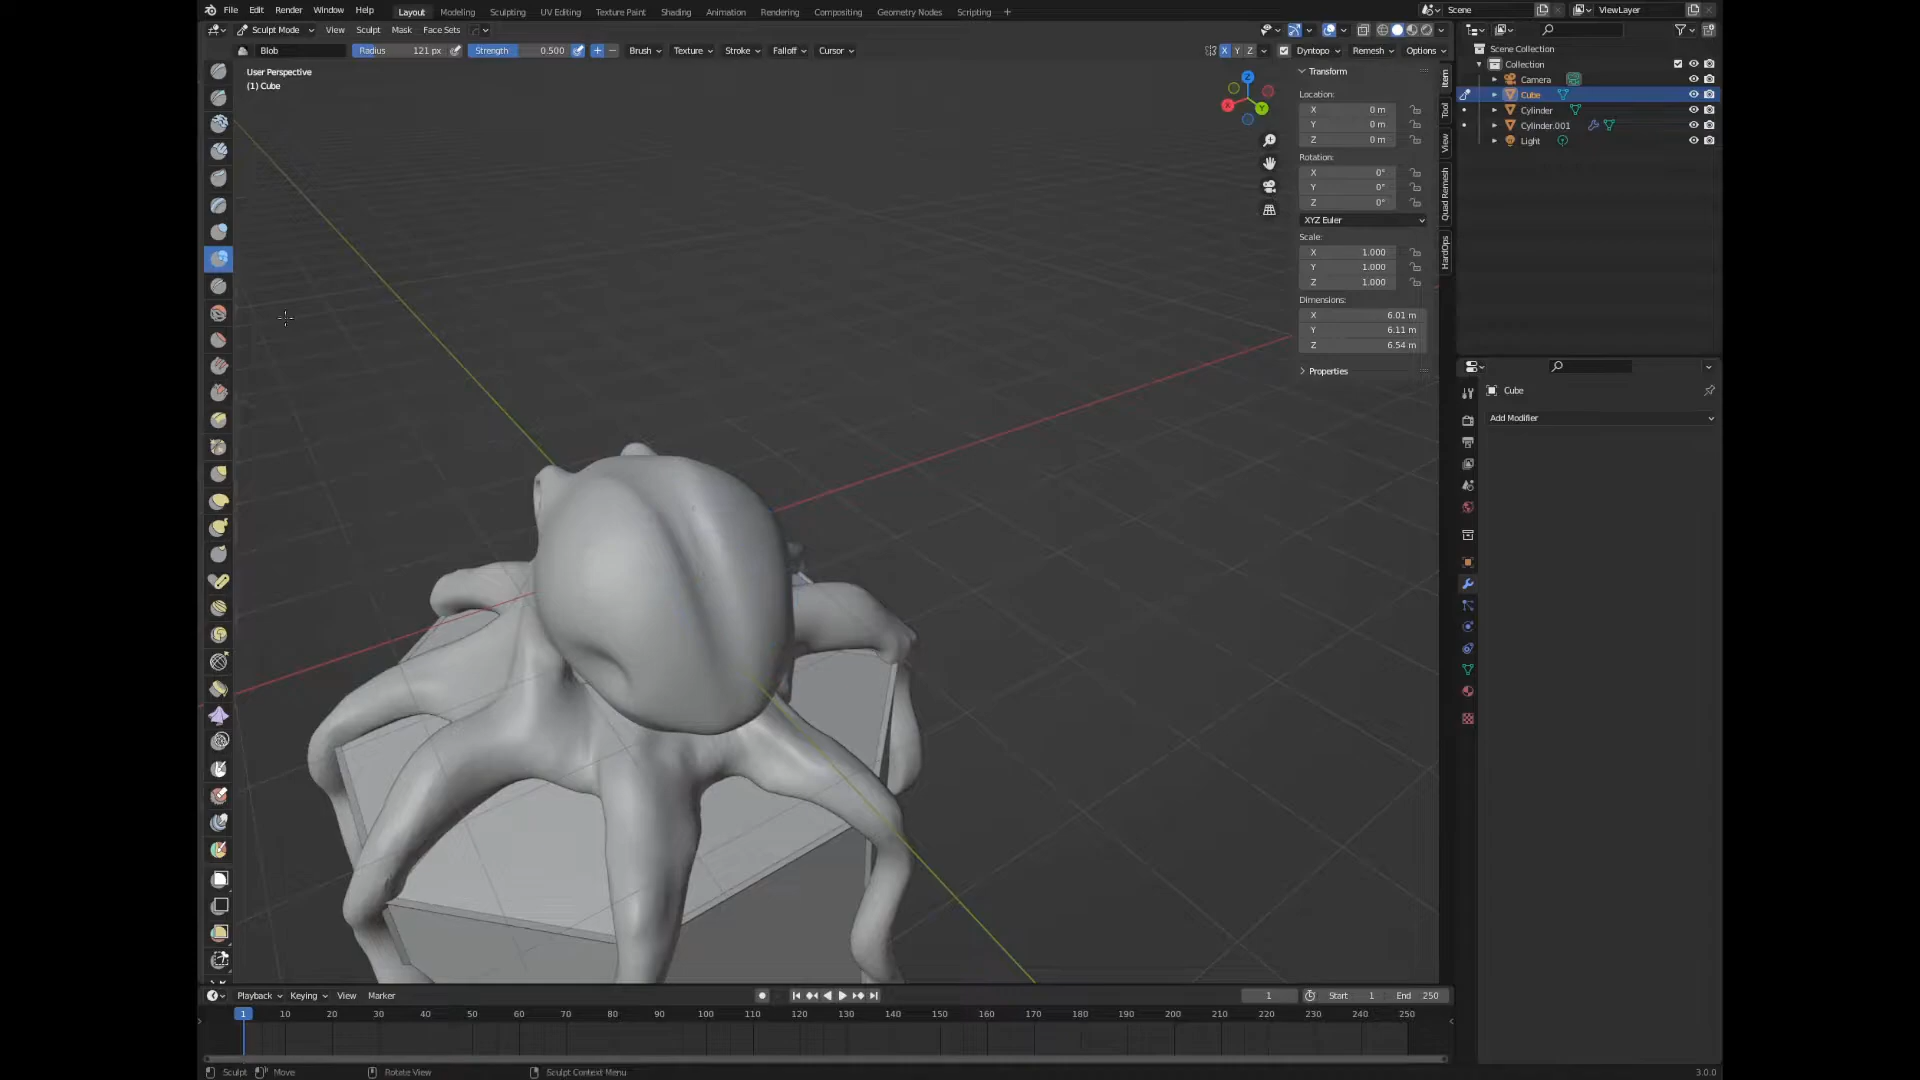 File Edit Render Window Help Layout Modeling Sculpting UV Editing Texture Paint Shading Animation Rendering Compositing Geometry Nodes Scripting + Scene ViewLayer
Sculpt Mode View Sculpt Mask Face Sets
Blob Radius 121 px Strength 0.500 + − Brush Texture Stroke Falloff Cursor X Y Z Dyntopo Remesh Options
User Perspective
(1) Cube
Transform
Location:
X 0 m
Y 0 m
Z 0 m
Rotation:
X 0°
Y 0°
Z 0°
XYZ Euler
Scale:
X 1.000
Y 1.000
Z 1.000
Dimensions:
X 6.01 m
Y 6.11 m
Z 6.54 m
Properties
Z
X
Y
Item
Tool
View
Quad Remesh
HardOps
Scene Collection
Collection
Camera
Cube
Cylinder
Cylinder.001
Light
Cube
Add Modifier
Playback Keying View Marker 1 Start 1 End 250
1 10 20 30 40 50 60 70 80 90 100 110 120 130 140 150 160 170 180 190 200 210 220 230 240 250
Sculpt Move Rotate View Sculpt Context Menu 3.0.0